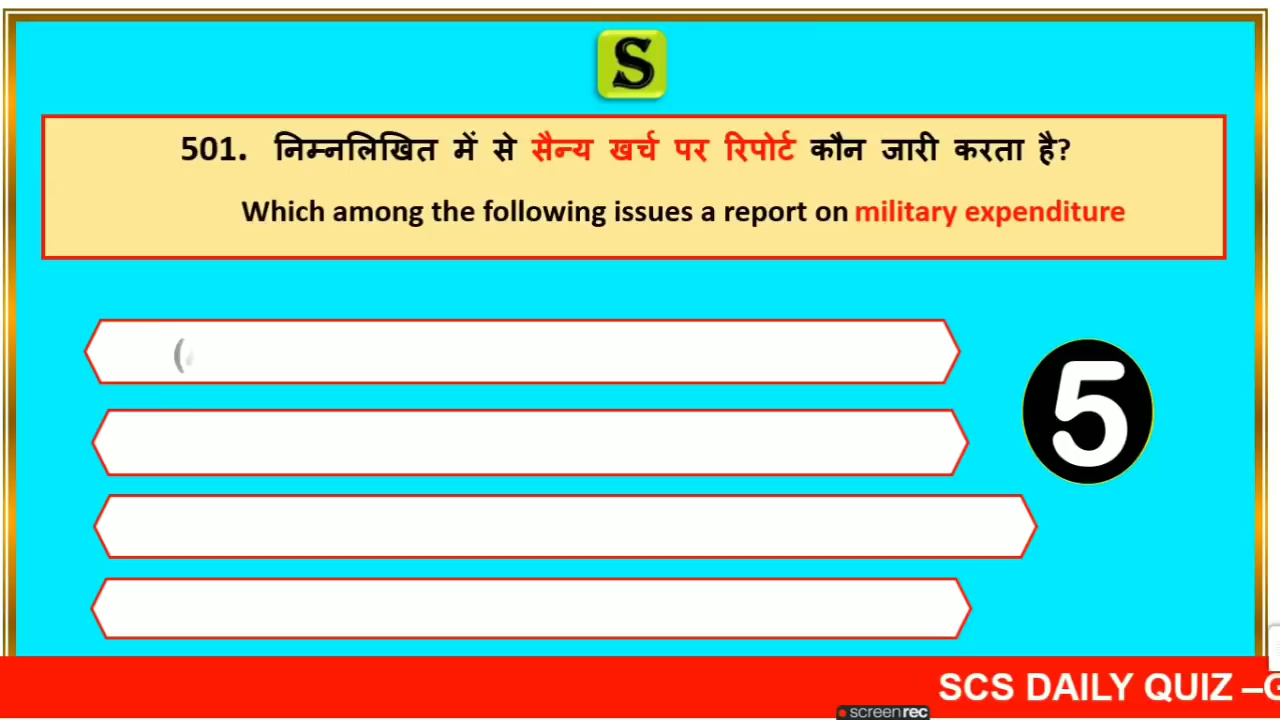 S
501. निम्नलिखित में से सैन्य खर्च पर रिपोर्ट कौन जारी करता है?
Which among the following issues a report on military expenditure
(
5
SCS DAILY QUIZ –G
screenrec